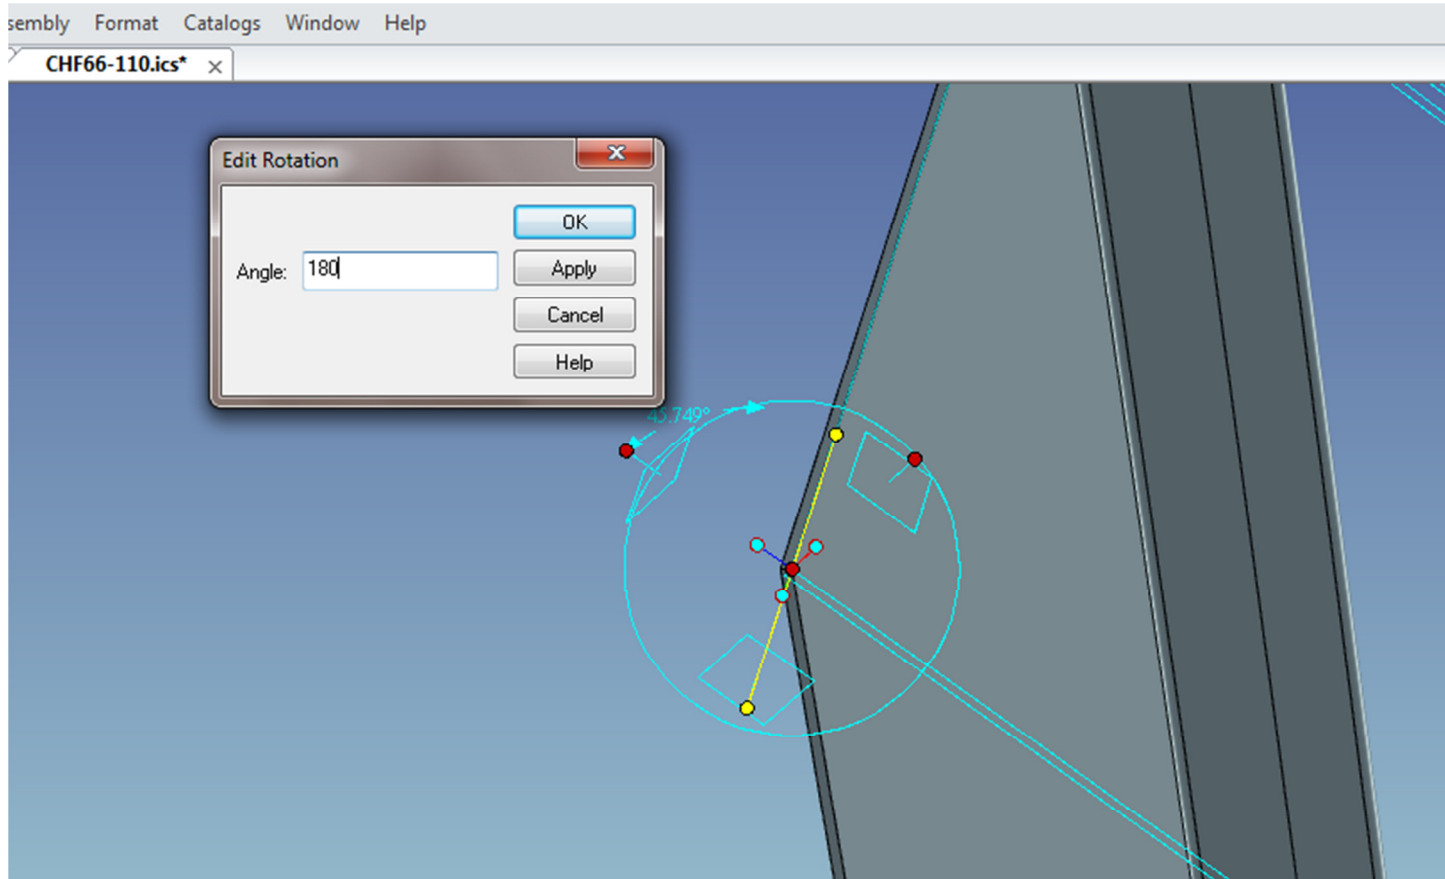 sembly Format Catalogs Window Help
CHF66-110.ics*
Edit Rotation
OK
Angle: 180
Apply
Cancel
Help
45.749°